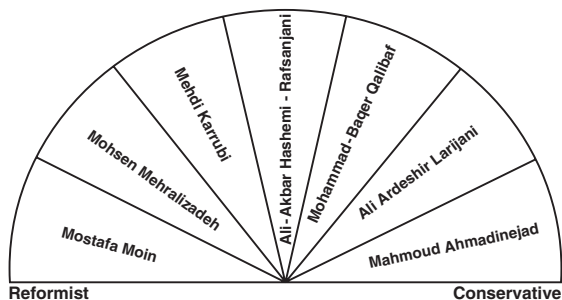 Mostafa Moin
Mohsen Mehralizadeh
Mehdi Karrubi
Ali-Akbar Hashemi - Rafsanjani
Mohammad-Baqer Qalibaf
Ali Ardeshir Larijani
Mahmoud Ahmadinejad
Reformist
Conservative